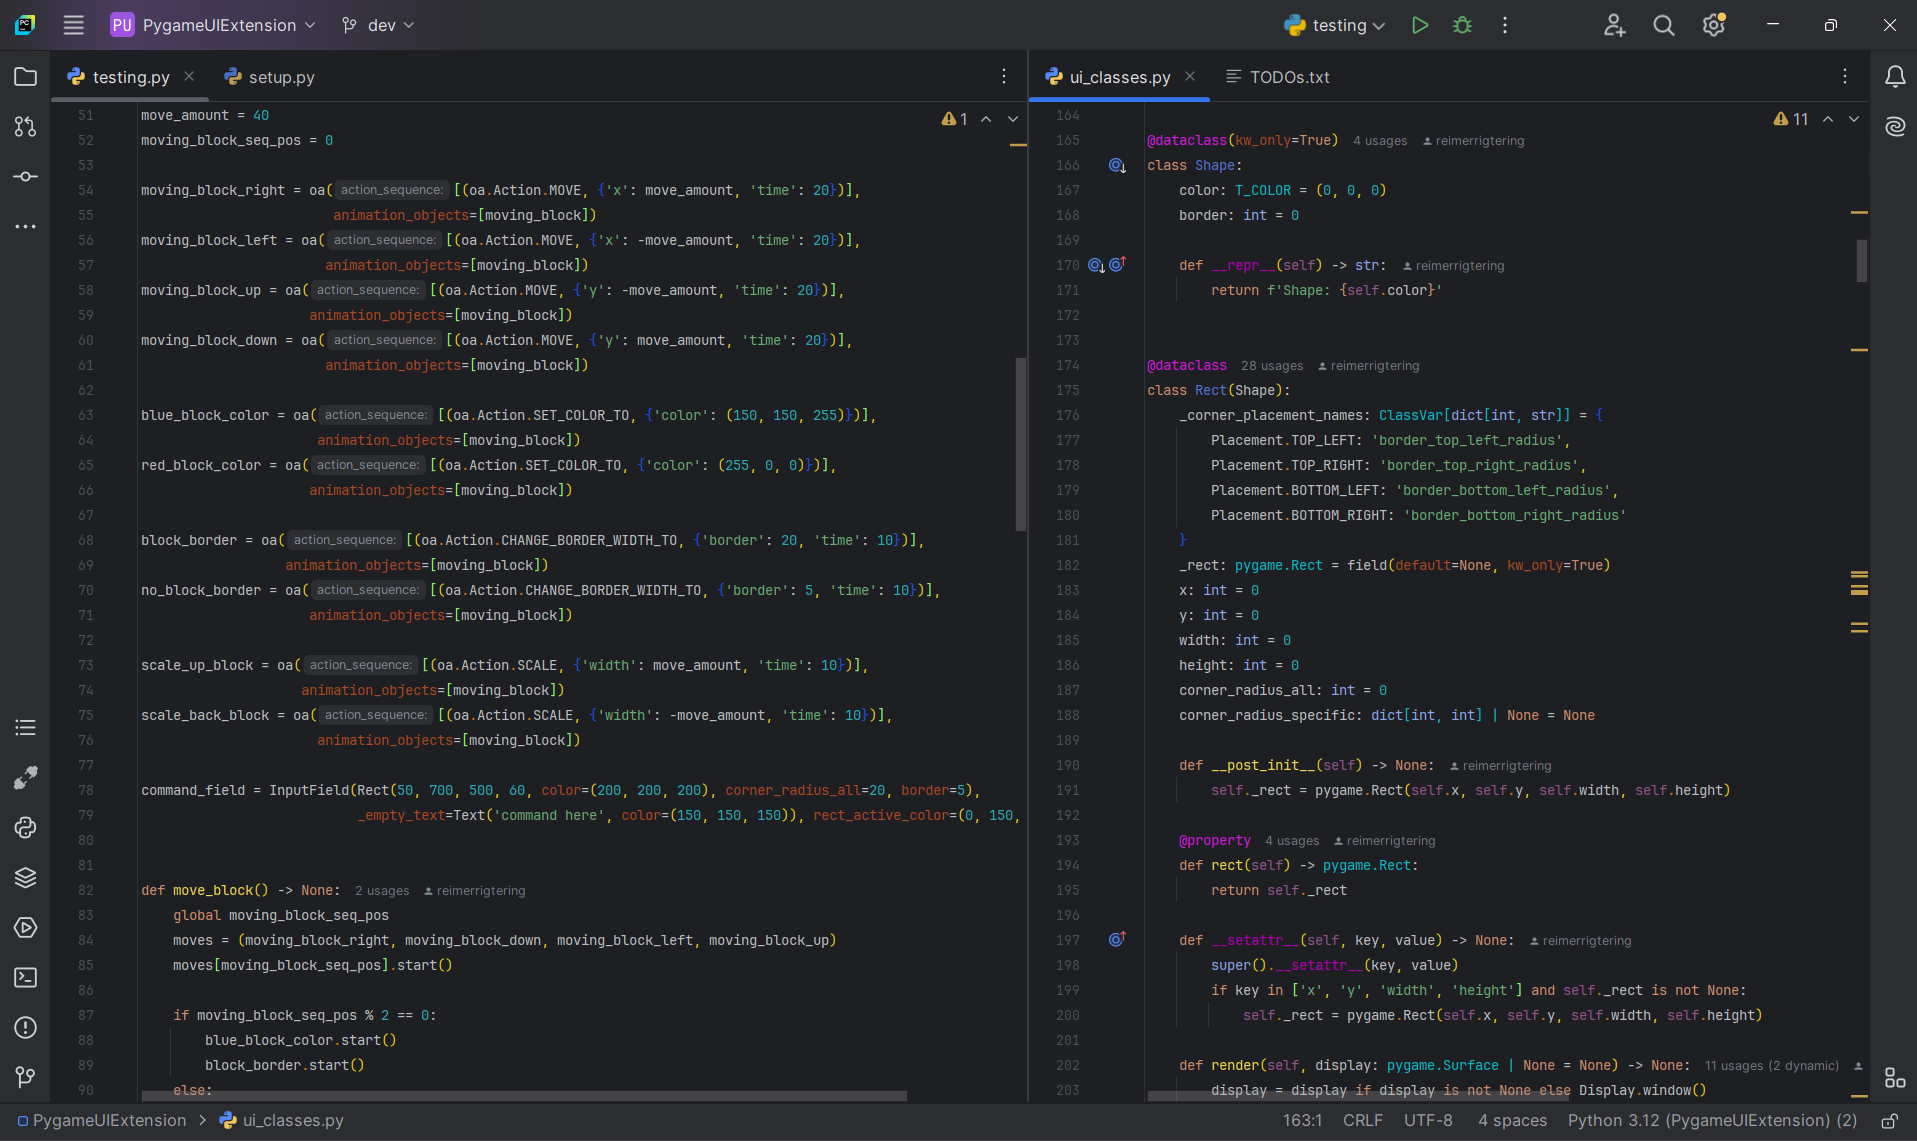 PC
PU PygameUIExtension dev testing
testing.py setup.py
51 move_amount = 40
52 moving_block_seq_pos = 0
53
54 moving_block_right = oa( action_sequence: [(oa.Action.MOVE, {'x': move_amount, 'time': 20})],
55 animation_objects=[moving_block])
56 moving_block_left = oa( action_sequence: [(oa.Action.MOVE, {'x': -move_amount, 'time': 20})],
57 animation_objects=[moving_block])
58 moving_block_up = oa( action_sequence: [(oa.Action.MOVE, {'y': -move_amount, 'time': 20})],
59 animation_objects=[moving_block])
60 moving_block_down = oa( action_sequence: [(oa.Action.MOVE, {'y': move_amount, 'time': 20})],
61 animation_objects=[moving_block])
62
63 blue_block_color = oa( action_sequence: [(oa.Action.SET_COLOR_TO, {'color': (150, 150, 255)})],
64 animation_objects=[moving_block])
65 red_block_color = oa( action_sequence: [(oa.Action.SET_COLOR_TO, {'color': (255, 0, 0)})],
66 animation_objects=[moving_block])
67
68 block_border = oa( action_sequence: [(oa.Action.CHANGE_BORDER_WIDTH_TO, {'border': 20, 'time': 10})],
69 animation_objects=[moving_block])
70 no_block_border = oa( action_sequence: [(oa.Action.CHANGE_BORDER_WIDTH_TO, {'border': 5, 'time': 10})],
71 animation_objects=[moving_block])
72
73 scale_up_block = oa( action_sequence: [(oa.Action.SCALE, {'width': move_amount, 'time': 10})],
74 animation_objects=[moving_block])
75 scale_back_block = oa( action_sequence: [(oa.Action.SCALE, {'width': -move_amount, 'time': 10})],
76 animation_objects=[moving_block])
77
78 command_field = InputField(Rect(50, 700, 500, 60, color=(200, 200, 200), corner_radius_all=20, border=5),
79 _empty_text=Text('command here', color=(150, 150, 150)), rect_active_color=(0, 150,
80
81
82 def move_block() -> None: 2 usages reimerrigtering
83 global moving_block_seq_pos
84 moves = (moving_block_right, moving_block_down, moving_block_left, moving_block_up)
85 moves[moving_block_seq_pos].start()
86
87 if moving_block_seq_pos % 2 == 0:
88 blue_block_color.start()
89 block_border.start()
90 else:
1
ui_classes.py TODOs.txt
11
164
165 @dataclass(kw_only=True) 4 usages reimerrigtering
166 class Shape:
167 color: T_COLOR = (0, 0, 0)
168 border: int = 0
169
170 def __repr__(self) -> str: reimerrigtering
171 return f'Shape: {self.color}'
172
173
174 @dataclass 28 usages reimerrigtering
175 class Rect(Shape):
176 _corner_placement_names: ClassVar[dict[int, str]] = {
177 Placement.TOP_LEFT: 'border_top_left_radius',
178 Placement.TOP_RIGHT: 'border_top_right_radius',
179 Placement.BOTTOM_LEFT: 'border_bottom_left_radius',
180 Placement.BOTTOM_RIGHT: 'border_bottom_right_radius'
181 }
182 _rect: pygame.Rect = field(default=None, kw_only=True)
183 x: int = 0
184 y: int = 0
185 width: int = 0
186 height: int = 0
187 corner_radius_all: int = 0
188 corner_radius_specific: dict[int, int] | None = None
189
190 def __post_init__(self) -> None: reimerrigtering
191 self._rect = pygame.Rect(self.x, self.y, self.width, self.height)
192
193 @property 4 usages reimerrigtering
194 def rect(self) -> pygame.Rect:
195 return self._rect
196
197 def __setattr__(self, key, value) -> None: reimerrigtering
198 super().__setattr__(key, value)
199 if key in ['x', 'y', 'width', 'height'] and self._rect is not None:
200 self._rect = pygame.Rect(self.x, self.y, self.width, self.height)
201
202 def render(self, display: pygame.Surface | None = None) -> None: 11 usages (2 dynamic)
203 display = display if display is not None else Display.window()
PygameUIExtension > ui_classes.py 163:1 CRLF UTF-8 4 spaces Python 3.12 (PygameUIExtension) (2)